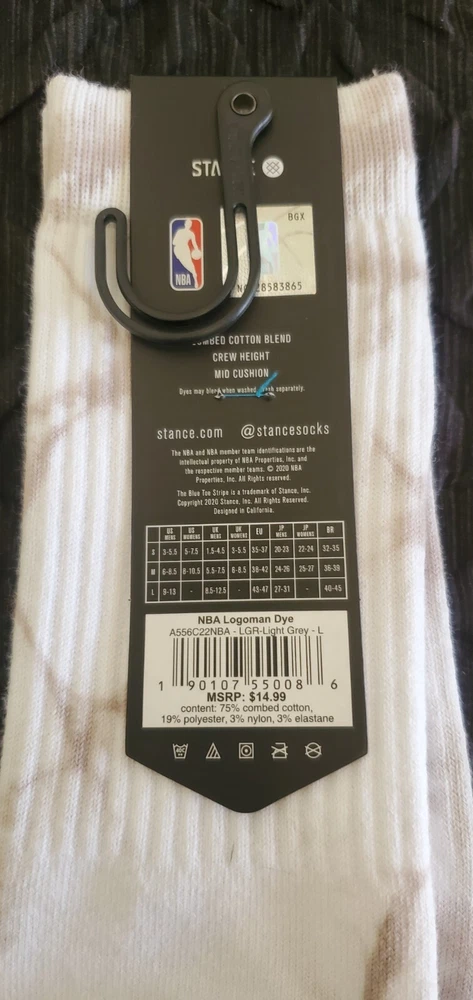 STANCE
NBA
BGX
28583865
COMBED COTTON BLEND
CREW HEIGHT
MID CUSHION
Dyes may blend when washed. Wash separately.
stance.com @stancesocks
The NBA and NBA member team identifications are the
intellectual property of NBA Properties, Inc. and
the respective member teams. © 2020 NBA
Properties, Inc. All Rights reserved.
The Blue Toe Stripe is a trademark of Stance, Inc.
Copyright 2020 Stance, Inc. All Rights Reserved.
Designed in California.
US MENS US WOMENS UK MENS UK WOMENS EU JP MENS JP WOMENS BR
S 3-5.5 5-7.5 1.5-4.5 3-5.5 35-37 20-23 22-24 32-35
M 6-8.5 8-10.5 5.5-7.5 6-8.5 38-42 24-26 25-27 36-39
L 9-13 - 8.5-12.5 - 43-47 27-31 - 40-45
NBA Logoman Dye
A556C22NBA - LGR-Light Grey - L
1 90107 55008 6
MSRP: $14.99
content: 75% combed cotton,
19% polyester, 3% nylon, 3% elastane